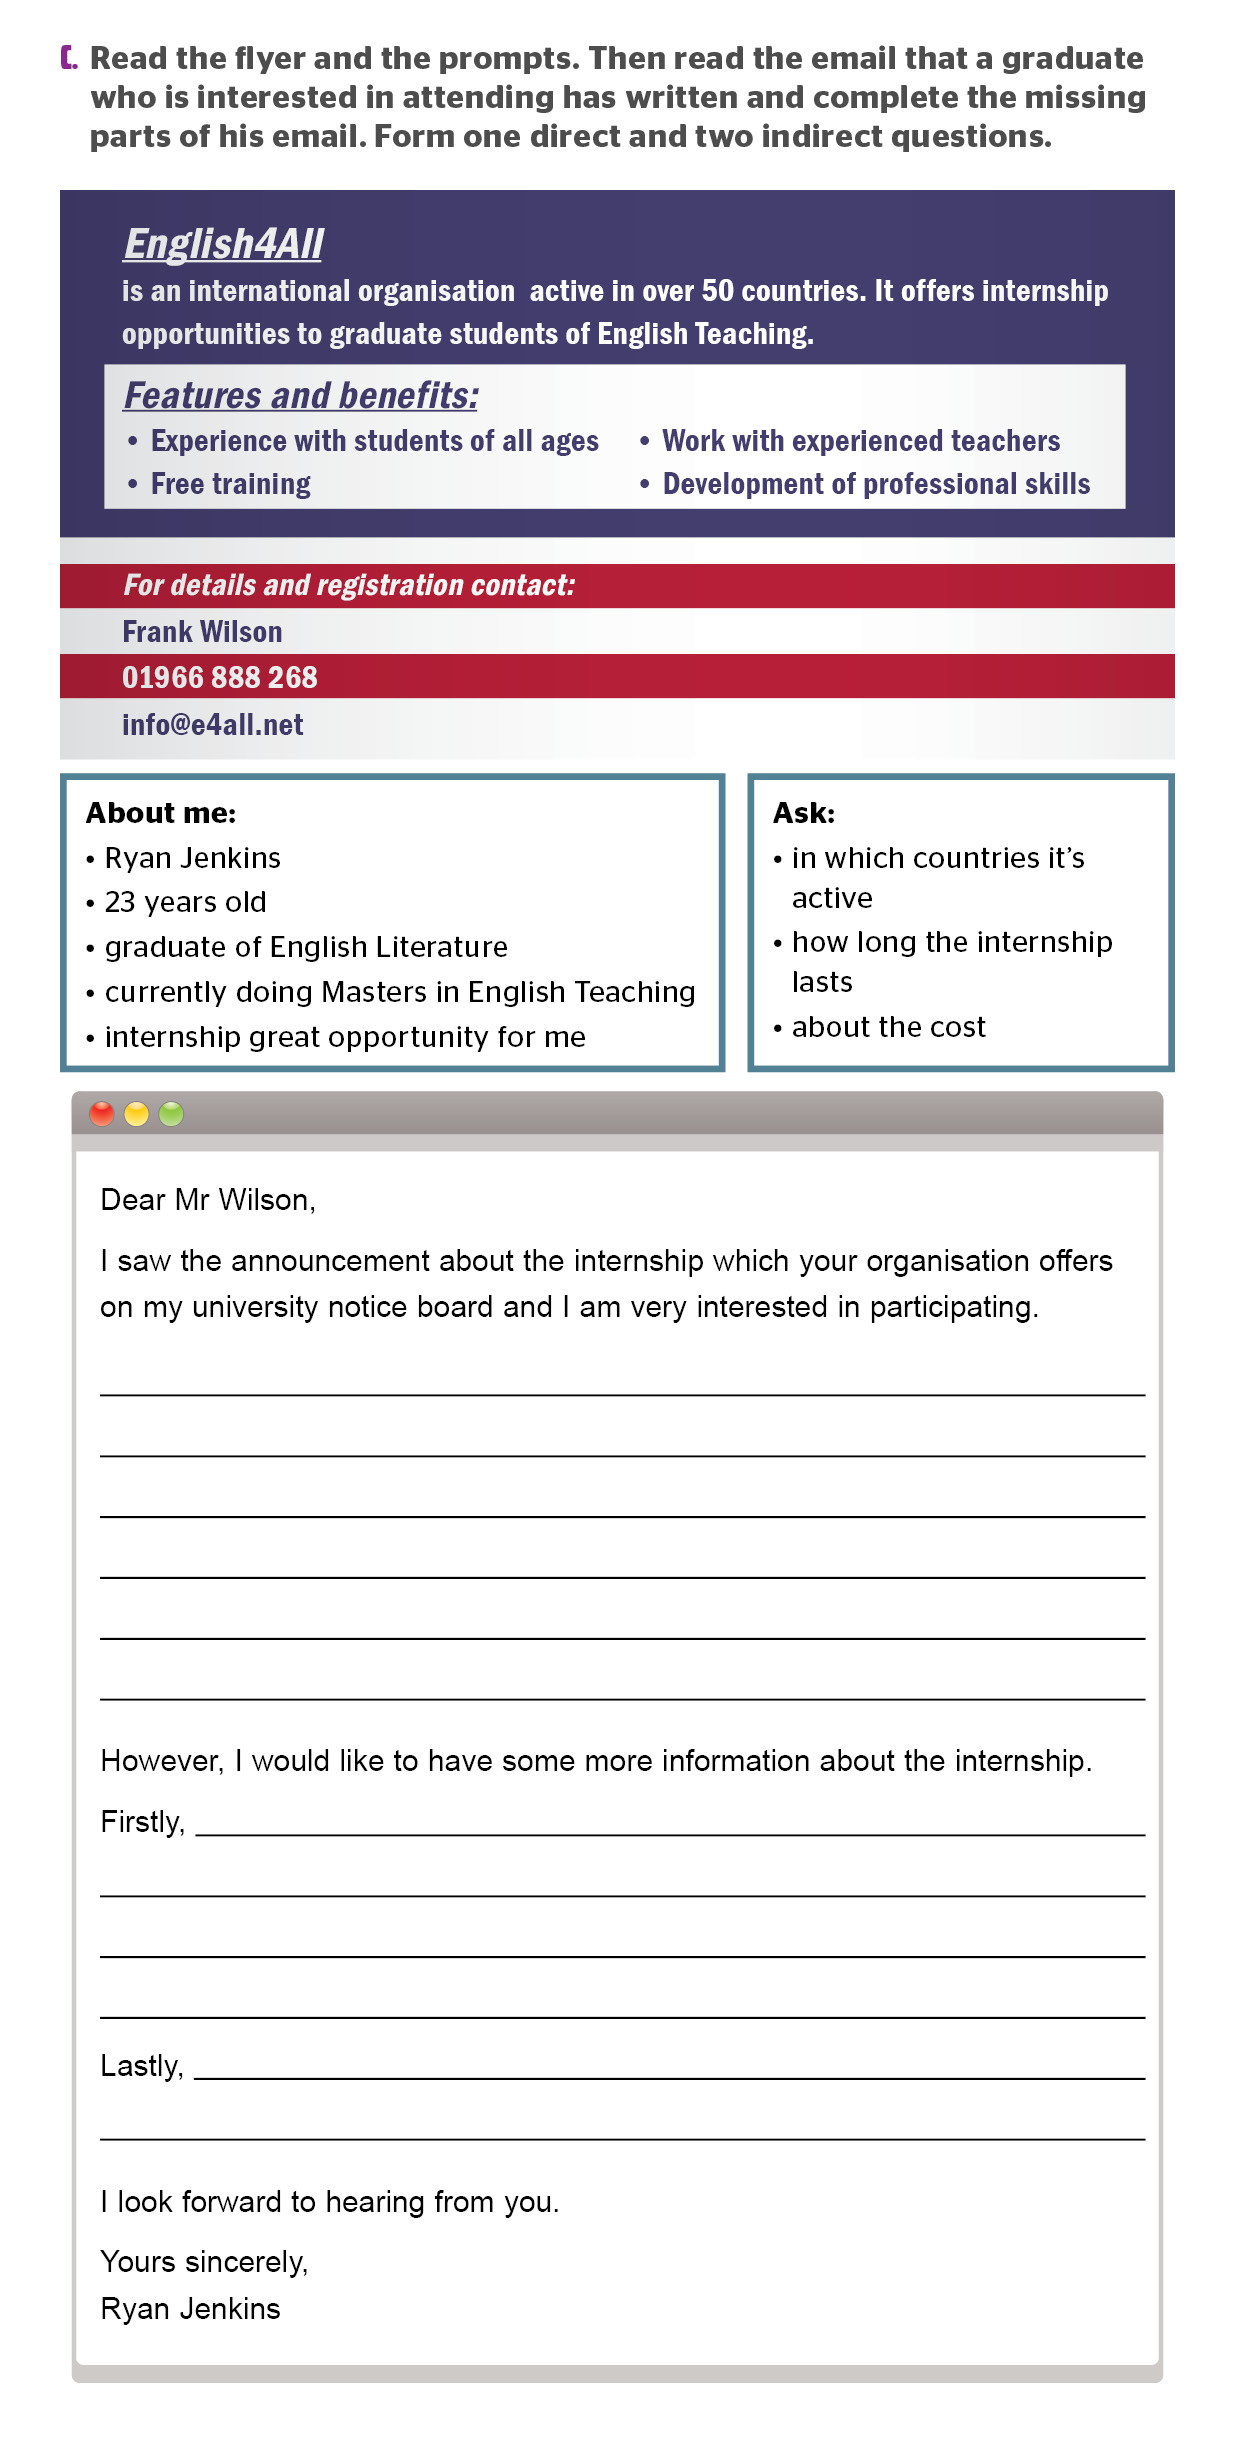 C. Read the flyer and the prompts. Then read the email that a graduate
who is interested in attending has written and complete the missing
parts of his email. Form one direct and two indirect questions.
English4All
is an international organisation active in over 50 countries. It offers internship
opportunities to graduate students of English Teaching.
Features and benefits:
• Experience with students of all ages
• Free training
• Work with experienced teachers
• Development of professional skills
For details and registration contact:
Frank Wilson
01966 888 268
info@e4all.net
About me:
• Ryan Jenkins
• 23 years old
• graduate of English Literature
• currently doing Masters in English Teaching
• internship great opportunity for me
Ask:
• in which countries it's
active
• how long the internship
lasts
• about the cost
Dear Mr Wilson,
I saw the announcement about the internship which your organisation offers
on my university notice board and I am very interested in participating.
However, I would like to have some more information about the internship.
Firstly,
Lastly,
I look forward to hearing from you.
Yours sincerely,
Ryan Jenkins